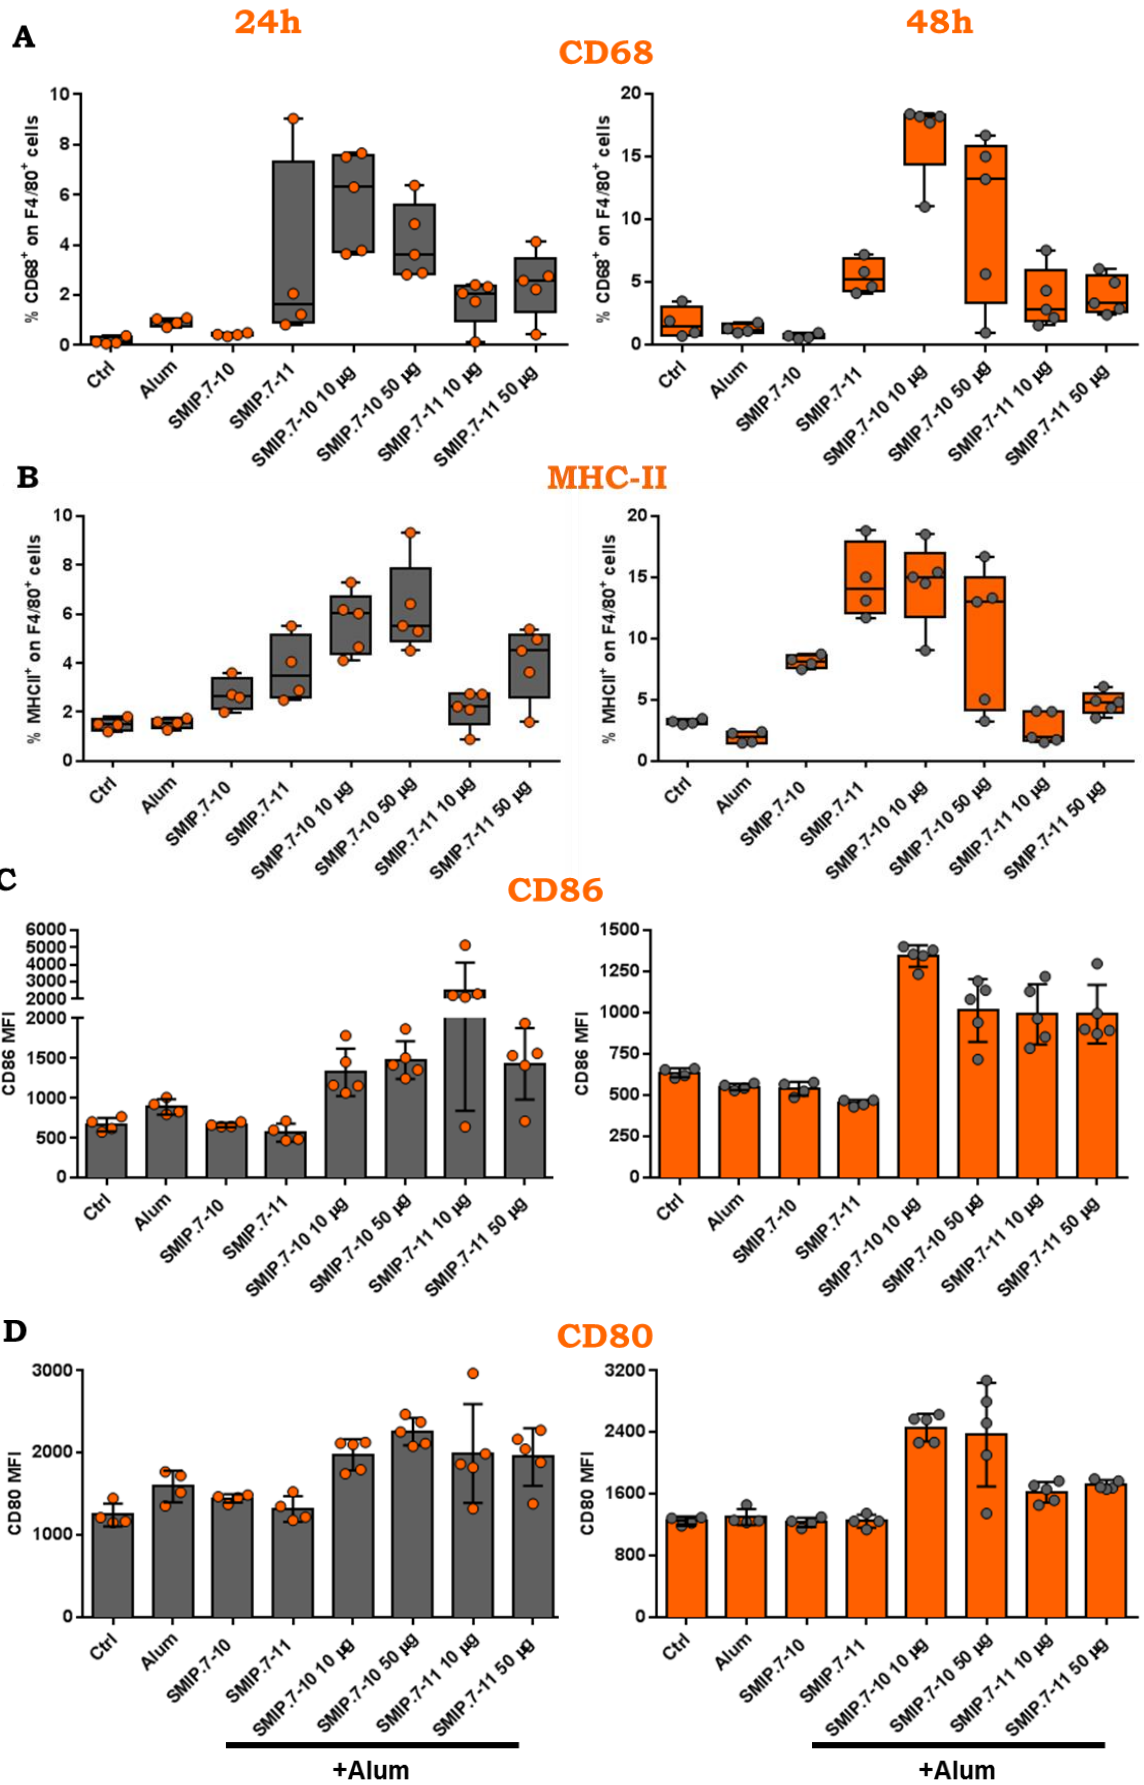 24h 48h
A
CD68
% CD68+ on F4/80+ cells
10
8
6
4
2
0
Ctrl
Alum
SMIP.7-10
SMIP.7-11
SMIP.7-10 10 µg
SMIP.7-10 50 µg
SMIP.7-11 10 µg
SMIP.7-11 50 µg
% CD68+ on F4/80+ cells
20
15
10
5
0
Ctrl
Alum
SMIP.7-10
SMIP.7-11
SMIP.7-10 10 µg
SMIP.7-10 50 µg
SMIP.7-11 10 µg
SMIP.7-11 50 µg
B
MHC-II
% MHCII+ on F4/80+ cells
10
8
6
4
2
0
Ctrl
Alum
SMIP.7-10
SMIP.7-11
SMIP.7-10 10 µg
SMIP.7-10 50 µg
SMIP.7-11 10 µg
SMIP.7-11 50 µg
% MHCII+ on F4/80+ cells
20
15
10
5
0
Ctrl
Alum
SMIP.7-10
SMIP.7-11
SMIP.7-10 10 µg
SMIP.7-10 50 µg
SMIP.7-11 10 µg
SMIP.7-11 50 µg
C
CD86
CD86 MFI
6000
5000
4000
3000
2000
2000
1500
1000
500
0
Ctrl
Alum
SMIP.7-10
SMIP.7-11
SMIP.7-10 10 µg
SMIP.7-10 50 µg
SMIP.7-11 10 µg
SMIP.7-11 50 µg
CD86 MFI
1500
1250
1000
750
500
250
0
Ctrl
Alum
SMIP.7-10
SMIP.7-11
SMIP.7-10 10 µg
SMIP.7-10 50 µg
SMIP.7-11 10 µg
SMIP.7-11 50 µg
D
CD80
CD80 MFI
3000
2000
1000
0
Ctrl
Alum
SMIP.7-10
SMIP.7-11
SMIP.7-10 10 µg
SMIP.7-10 50 µg
SMIP.7-11 10 µg
SMIP.7-11 50 µg
+Alum
CD80 MFI
3200
2400
1600
800
0
Ctrl
Alum
SMIP.7-10
SMIP.7-11
SMIP.7-10 10 µg
SMIP.7-10 50 µg
SMIP.7-11 10 µg
SMIP.7-11 50 µg
+Alum